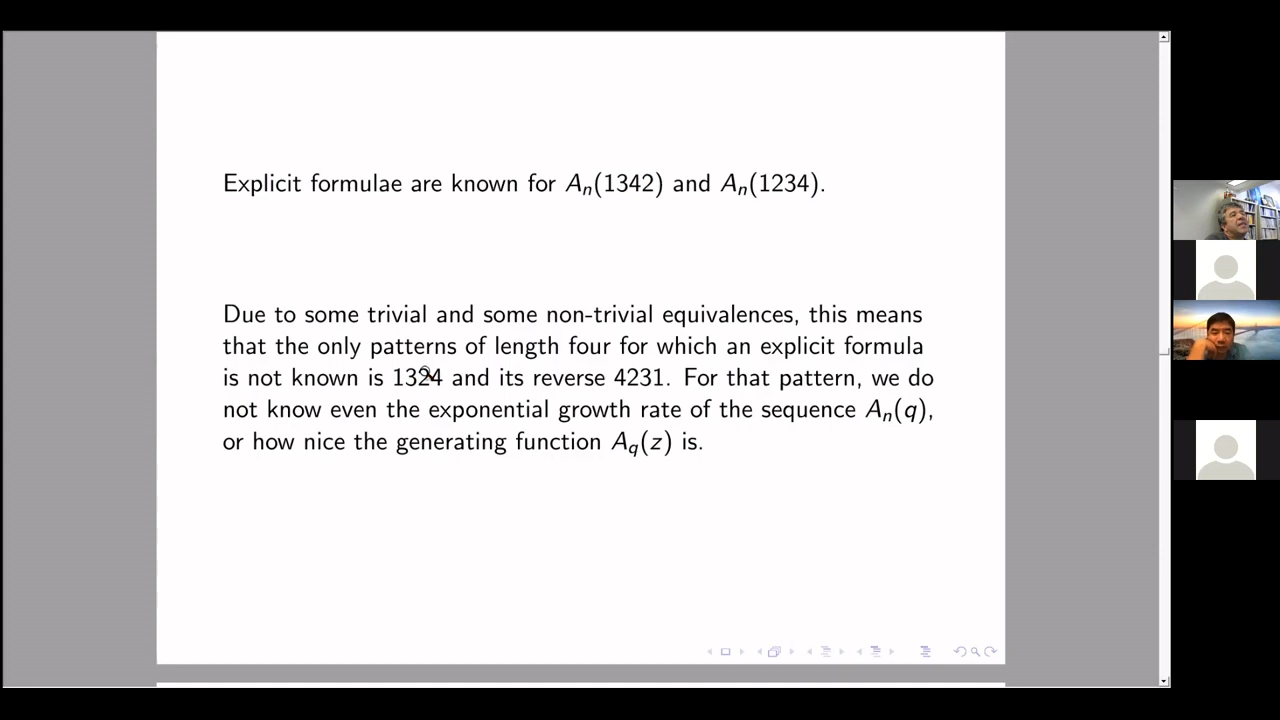 Explicit formulae are known for Aₙ(1342) and Aₙ(1234).
Due to some trivial and some non-trivial equivalences, this means
that the only patterns of length four for which an explicit formula
is not known is 1324 and its reverse 4231. For that pattern, we do
not know even the exponential growth rate of the sequence Aₙ(q),
or how nice the generating function A_q(z) is.